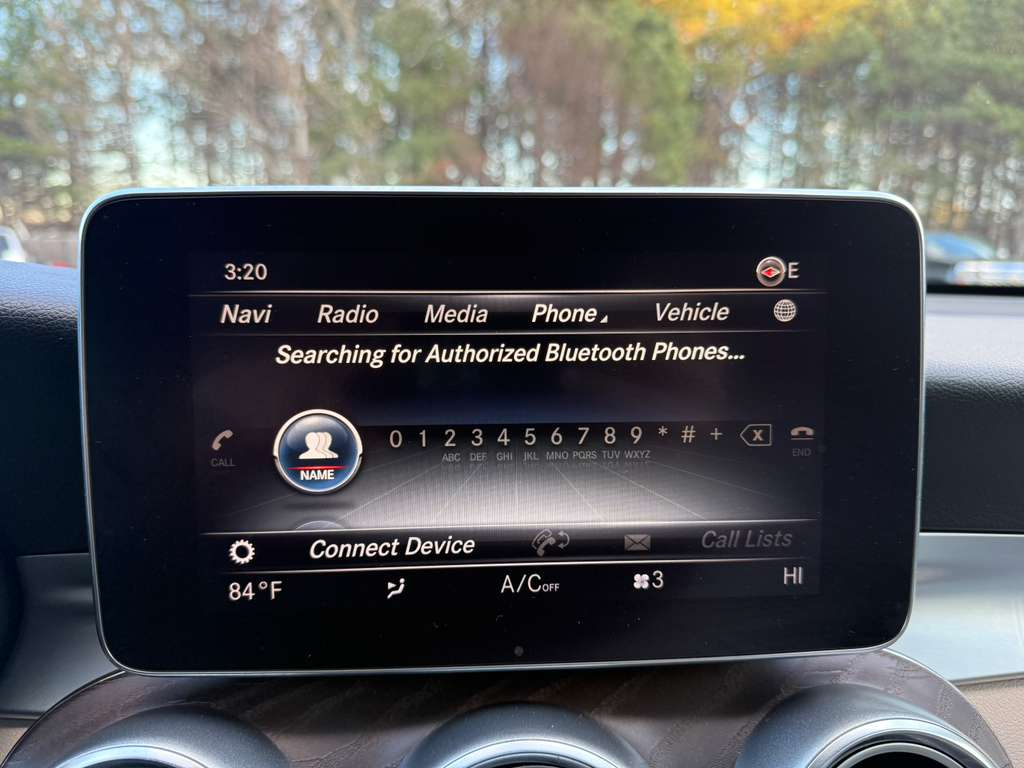 3:20 E
Navi Radio Media Phone Vehicle
Searching for Authorized Bluetooth Phones...
CALL NAME 0 1 2 3 4 5 6 7 8 9 * # + x END
ABC DEF GHI JKL MNO PQRS TUV WXYZ
Connect Device Call Lists
84°F A/C OFF 3 HI